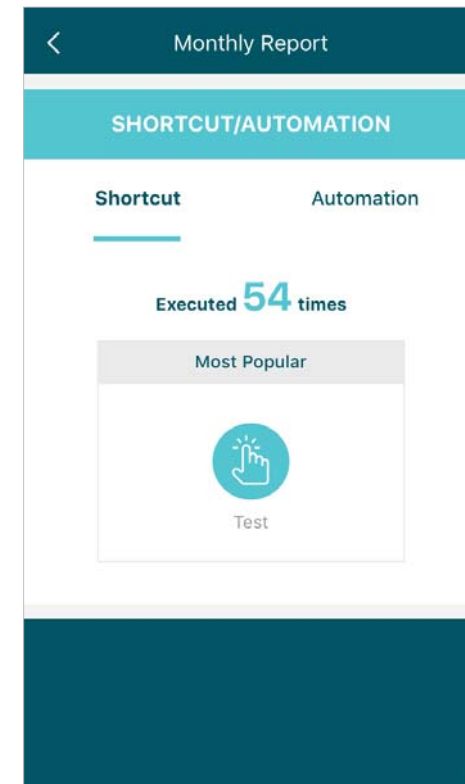 Monthly Report
SHORTCUT/AUTOMATION
Shortcut Automation
Executed 54 times
Most Popular
Test